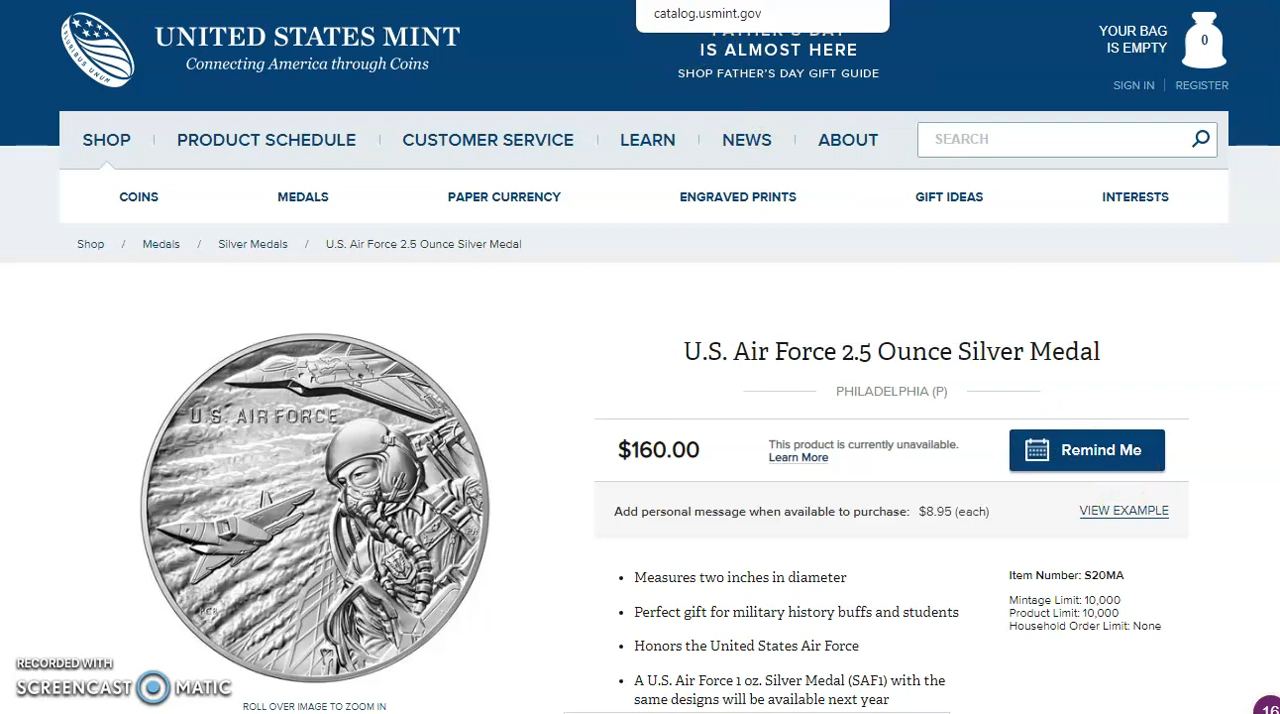 catalog.usmint.gov
UNITED STATES MINT
Connecting America through Coins
FATHER'S DAY
IS ALMOST HERE
SHOP FATHER'S DAY GIFT GUIDE
YOUR BAG
IS EMPTY
0
SIGN IN
REGISTER
SHOP
PRODUCT SCHEDULE
CUSTOMER SERVICE
LEARN
NEWS
ABOUT
SEARCH
COINS
MEDALS
PAPER CURRENCY
ENGRAVED PRINTS
GIFT IDEAS
INTERESTS
Shop / Medals / Silver Medals / U.S. Air Force 2.5 Ounce Silver Medal
U.S. AIR FORCE
U.S. Air Force 2.5 Ounce Silver Medal
PHILADELPHIA (P)
$160.00
This product is currently unavailable.
Learn More
Remind Me
Add personal message when available to purchase: $8.95 (each)
VIEW EXAMPLE
• Measures two inches in diameter
• Perfect gift for military history buffs and students
• Honors the United States Air Force
• A U.S. Air Force 1 oz. Silver Medal (SAF1) with the
same designs will be available next year
Item Number: S20MA
Mintage Limit: 10,000
Product Limit: 10,000
Household Order Limit: None
RECORDED WITH
SCREENCAST MATIC
ROLL OVER IMAGE TO ZOOM IN
16